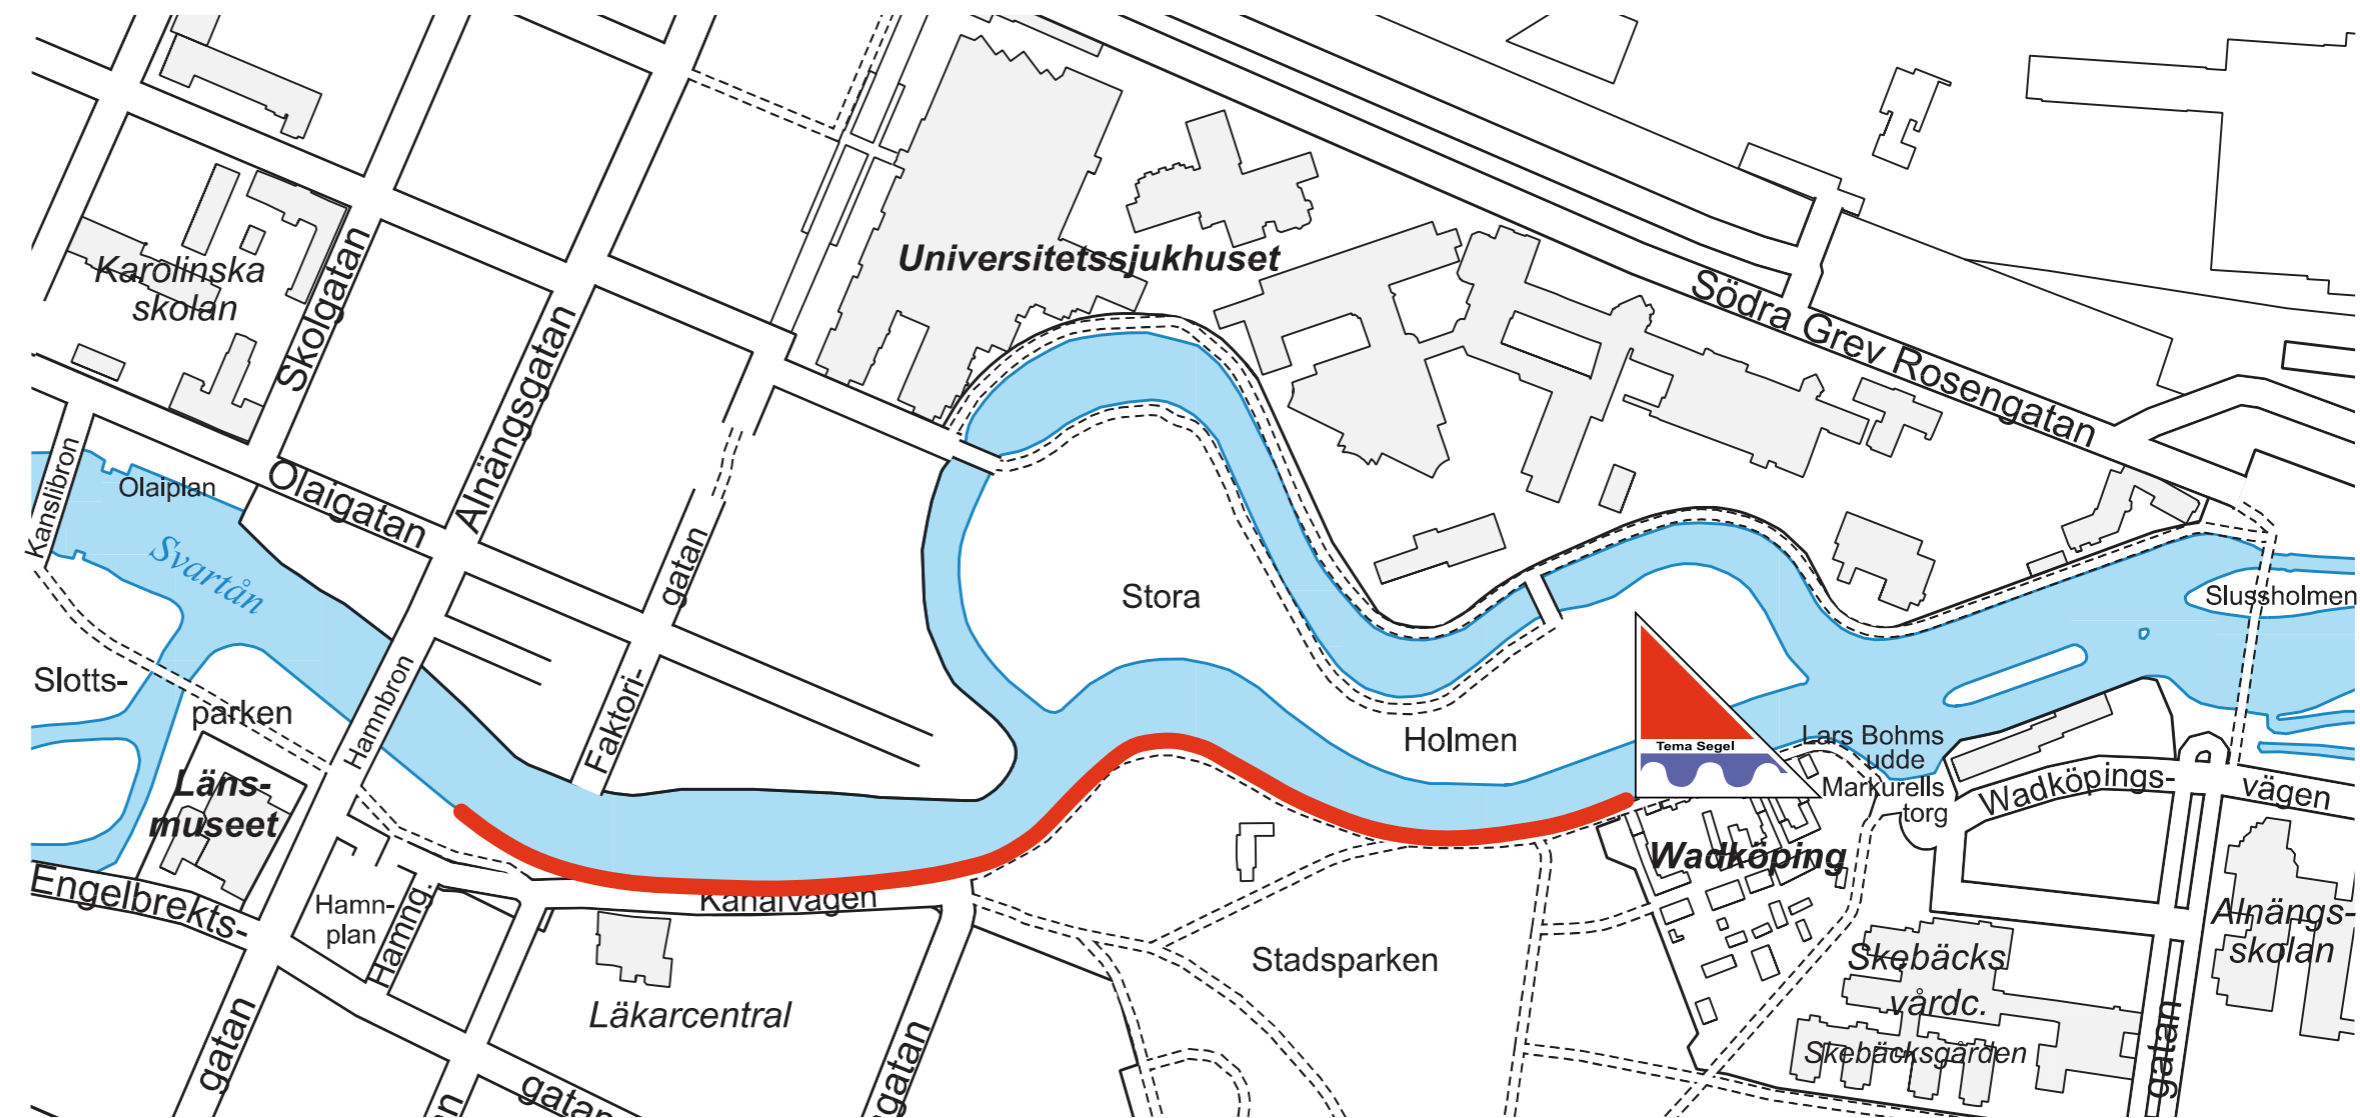 Universitetssjukhuset
Karolinska
skolan
Skolgatan
Alnängsgatan
Södra Grev Rosengatan
Kanslibron
Olaiplan
Olaigatan
Svartån
gatan
Stora
Slussholmen
Slotts-
parken
Hamnbron
Faktori-
Holmen
Tema Segel
Lars Bohms
udde
Markurells
torg
Wadköpings-
vägen
Läns-
museet
Wadköping
Engelbrekts-
Hamn-
plan
Hamng.
Kanalvägen
Stadsparken
Läkarcentral
Skebäcks
vårdc.
Skebäcksgården
Alnängs-
skolan
gatan
gatan
gatan
gatan